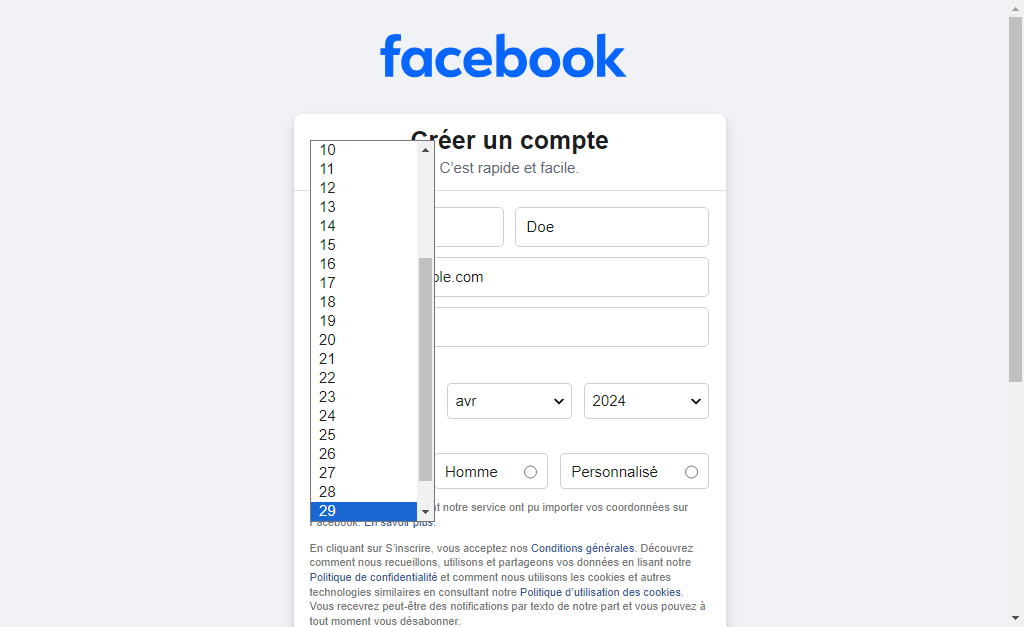 facebook
Créer un compte
C'est rapide et facile.
Doe
ple.com
10
11
12
13
14
15
16
17
18
19
20
21
22
23
24
25
26
27
28
29
avr
2024
Homme
Personnalisé
notre service ont pu importer vos coordonnées sur
Facebook. En savoir plus.
En cliquant sur S'inscrire, vous acceptez nos Conditions générales. Découvrez
comment nous recueillons, utilisons et partageons vos données en lisant notre
Politique de confidentialité et comment nous utilisons les cookies et autres
technologies similaires en consultant notre Politique d'utilisation des cookies.
Vous recevrez peut-être des notifications par texto de notre part et vous pouvez à
tout moment vous désabonner.